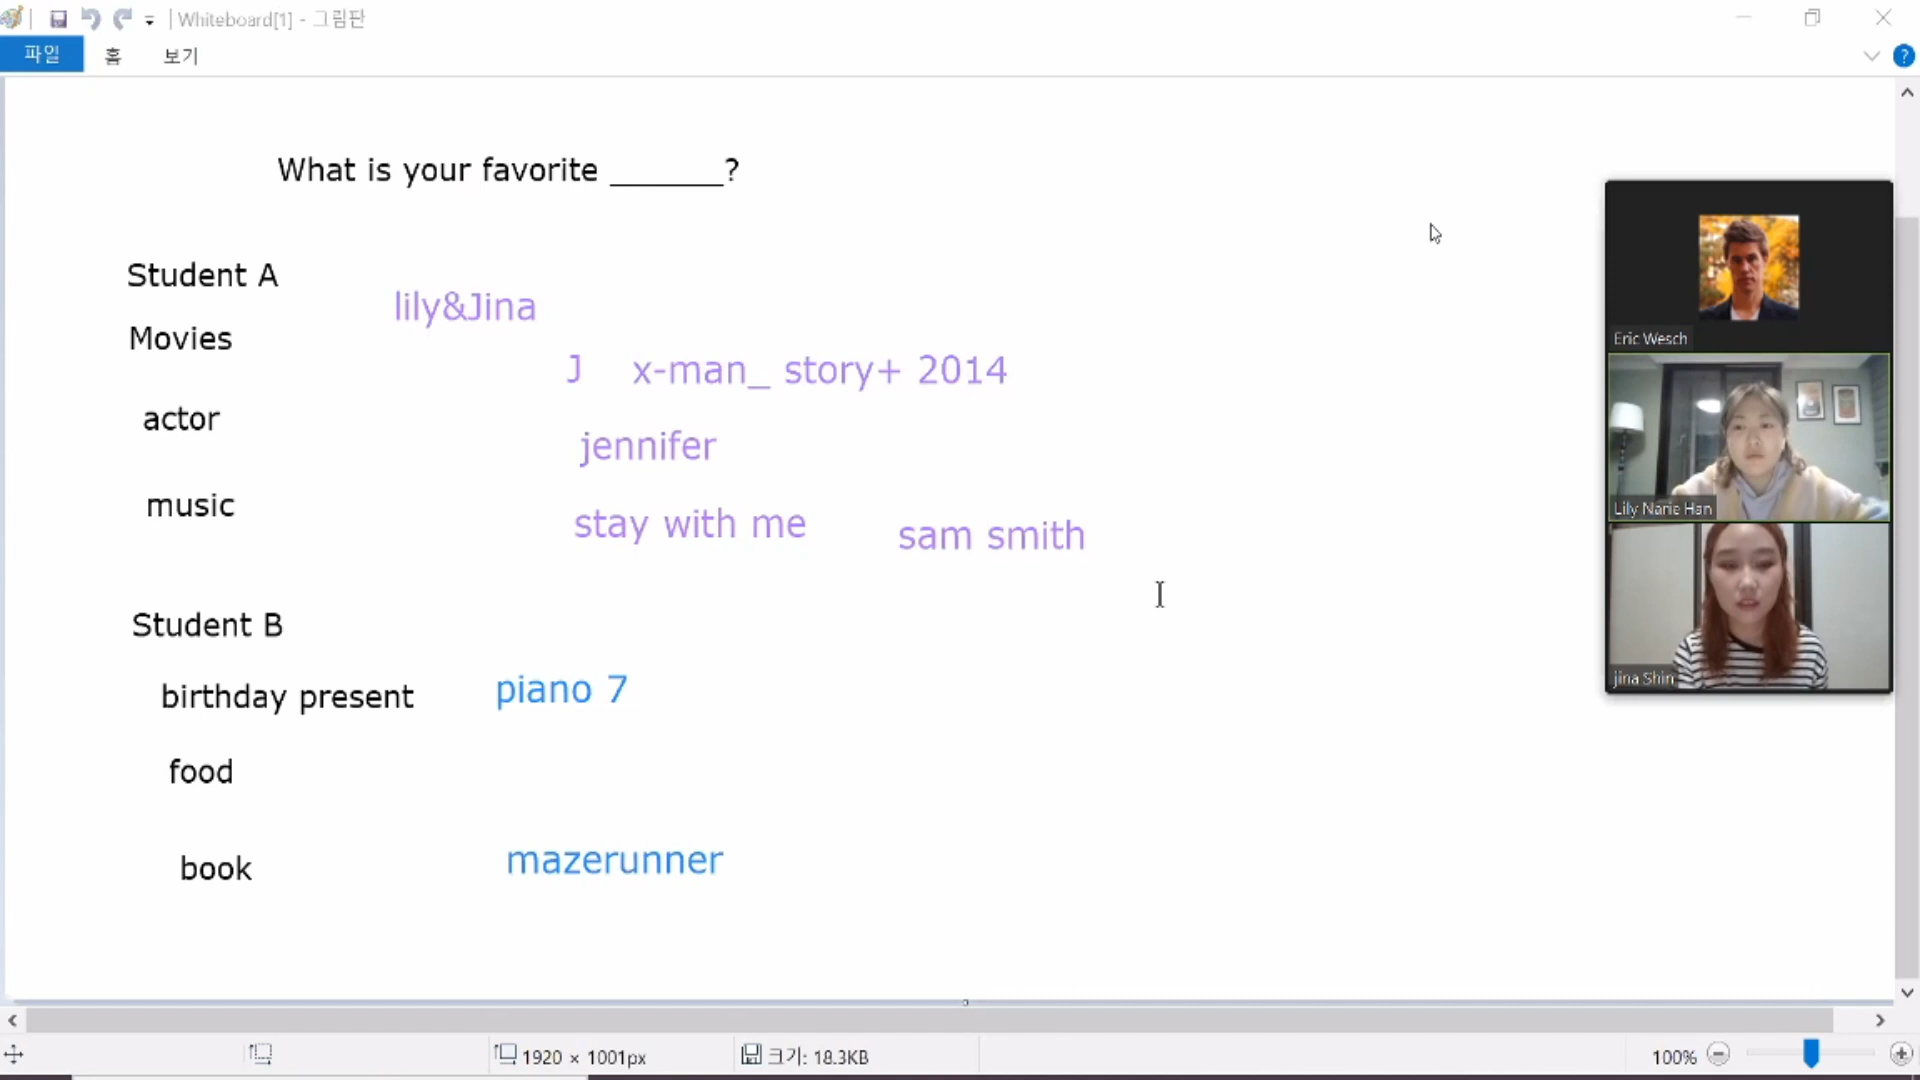 Whiteboard[1] - 그림판
파일 홈 보기
What is your favorite ______?
Student A
lily&Jina
Movies
J x-man_ story+ 2014
actor
jennifer
music
stay with me sam smith
Student B
birthday present piano 7
food
book mazerunner
Eric Wesch
Lily Narie Han
jina Shin
1920 × 1001px 크기: 18.3KB 100%